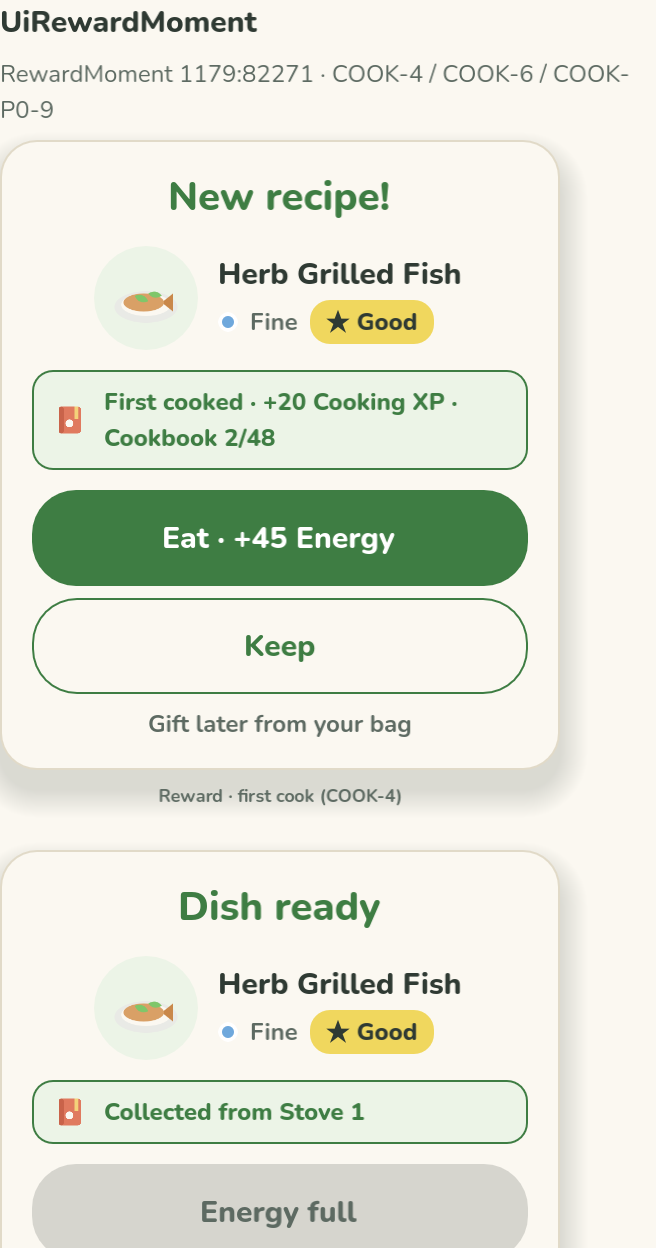 UiRewardMoment
RewardMoment 1179:82271 · COOK-4 / COOK-6 / COOK-
P0-9
New recipe!
Herb Grilled Fish
Fine
★ Good
First cooked · +20 Cooking XP ·
Cookbook 2/48
Eat · +45 Energy
Keep
Gift later from your bag
Reward · first cook (COOK-4)
Dish ready
Herb Grilled Fish
Fine
★ Good
Collected from Stove 1
Energy full